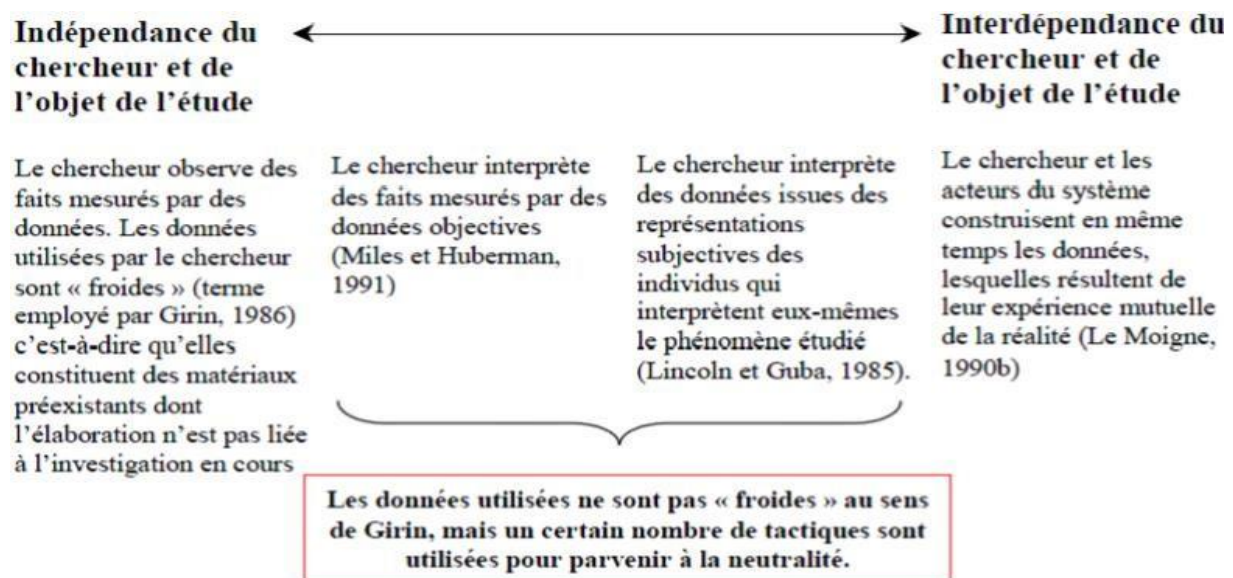 Indépendance du
chercheur et de
l'objet de l'étude
Interdépendance du
chercheur et de
l'objet de l'étude
Le chercheur observe des
faits mesurés par des
données. Les données
utilisées par le chercheur
sont « froides » (terme
employé par Girin, 1986)
c'est-à-dire qu'elles
constituent des matériaux
préexistants dont
l'élaboration n'est pas liée
à l'investigation en cours
Le chercheur interprète
des faits mesurés par des
données objectives
(Miles et Huberman,
1991)
Le chercheur interprète
des données issues des
représentations
subjectives des
individus qui
interprètent eux-mêmes
le phénomène étudié
(Lincoln et Guba, 1985).
Le chercheur et les
acteurs du système
construisent en même
temps les données,
lesquelles résultent de
leur expérience mutuelle
de la réalité (Le Moigne,
1990b)
Les données utilisées ne sont pas « froides » au sens
de Girin, mais un certain nombre de tactiques sont
utilisées pour parvenir à la neutralité.